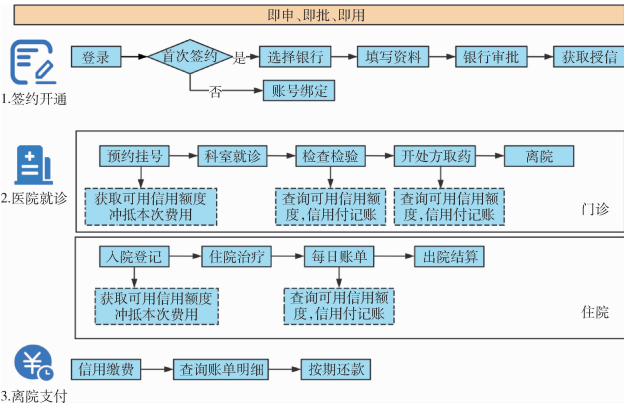 即申、即批、即用
登录
首次签约
是
选择银行
填写资料
银行审批
获取授信
否
账号绑定
1.签约开通
预约挂号
科室就诊
检查检验
开处方取药
离院
获取可用信用额度
冲抵本次费用
查询可用信用额
度,信用付记账
查询可用信用额
度,信用付记账
门诊
2.医院就诊
入院登记
住院治疗
每日账单
出院结算
获取可用信用额度
冲抵本次费用
查询可用信用额
度,信用付记账
住院
信用缴费
查询账单明细
按期还款
3.离院支付